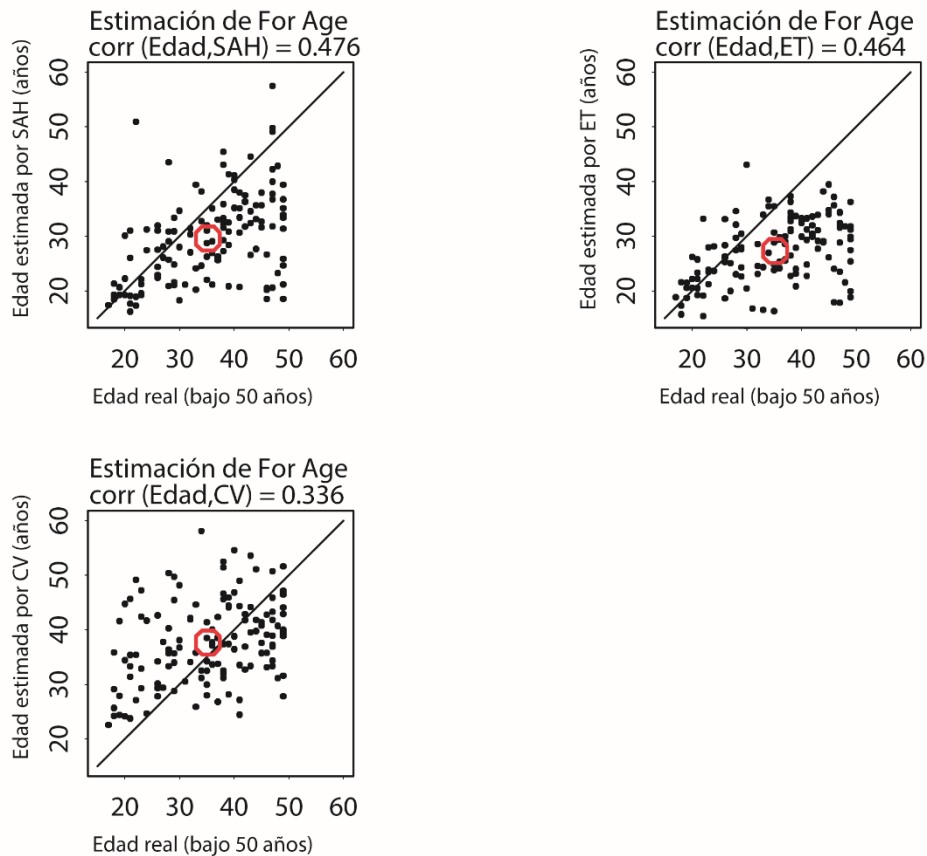 Estimación de For Age
corr (Edad,SAH) = 0.476
Edad estimada por SAH (años)
60
50
40
30
20
20 30 40 50 60
Edad real (bajo 50 años)
Estimación de For Age
corr (Edad,ET) = 0.464
Edad estimada por ET (años)
60
50
40
30
20
20 30 40 50 60
Edad real (bajo 50 años)
Estimación de For Age
corr (Edad,CV) = 0.336
Edad estimada por CV (años)
60
50
40
30
20
20 30 40 50 60
Edad real (bajo 50 años)